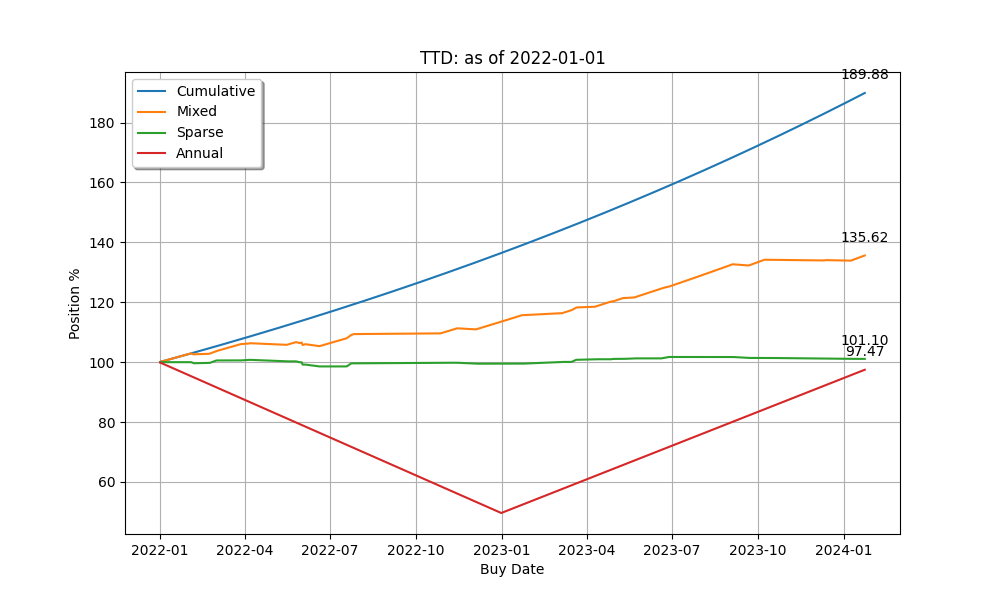 TTD: as of 2022-01-01
189.88
Cumulative
Mixed
Sparse
Annual
180
160
140
120
100
80
60
135.62
101.10
97.47
Position %
2022-01 2022-04 2022-07 2022-10 2023-01 2023-04 2023-07 2023-10 2024-01
Buy Date